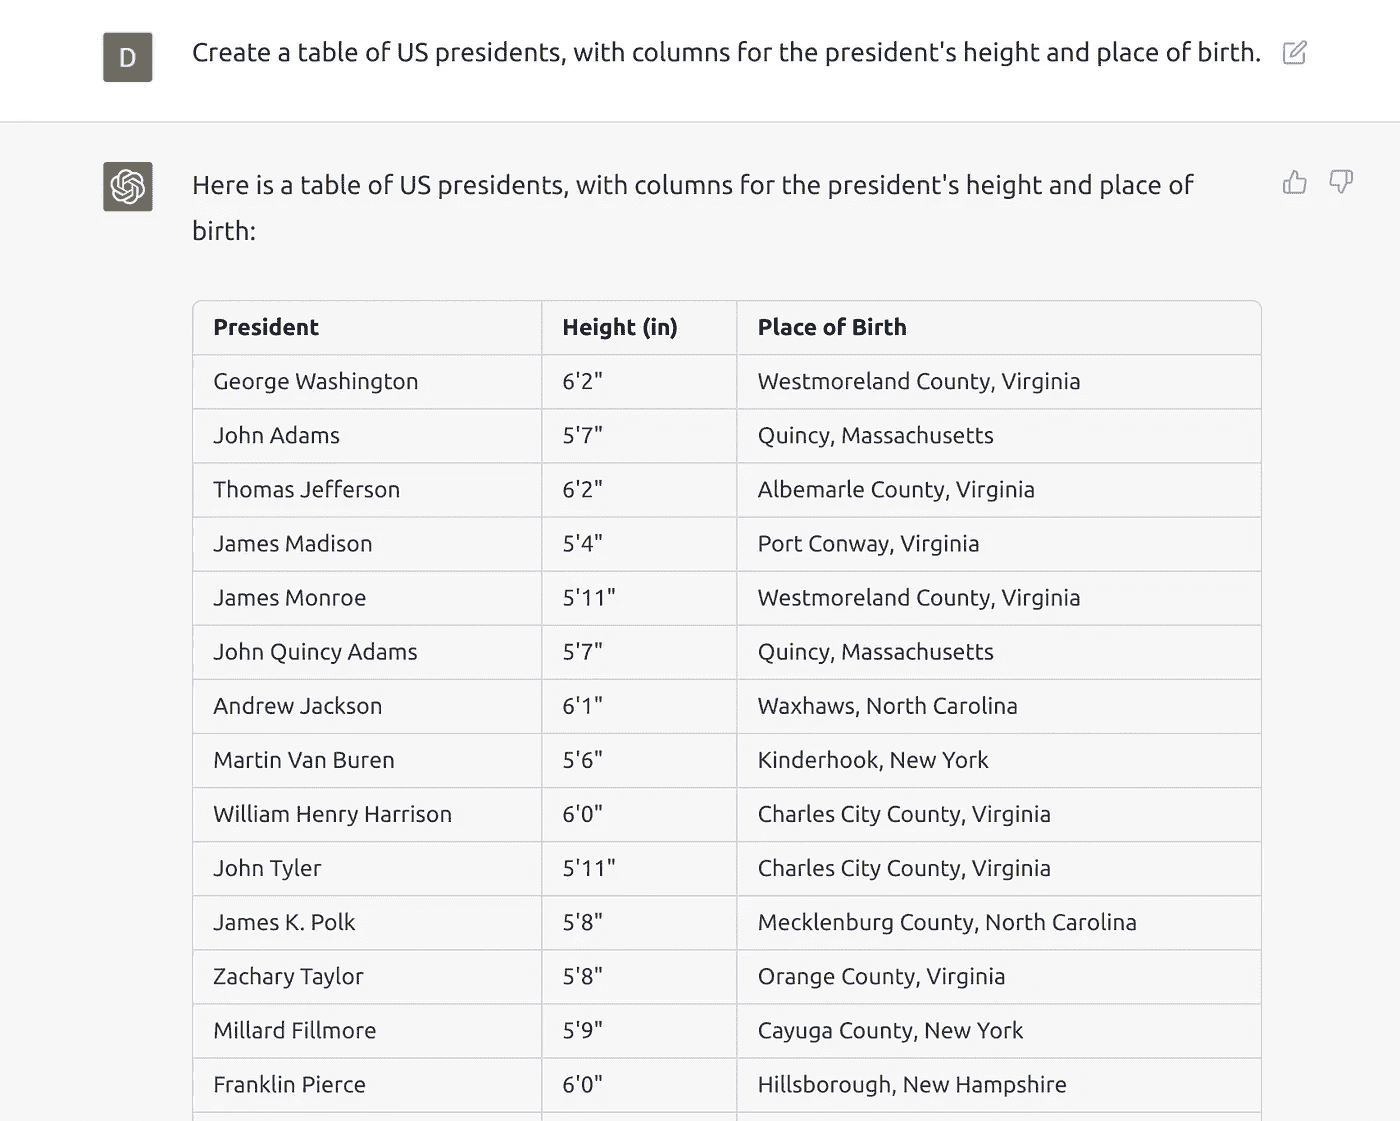 D
Create a table of US presidents, with columns for the president's height and place of birth.
Here is a table of US presidents, with columns for the president's height and place of
birth:
President Height (in) Place of Birth
George Washington 6'2" Westmoreland County, Virginia
John Adams 5'7" Quincy, Massachusetts
Thomas Jefferson 6'2" Albemarle County, Virginia
James Madison 5'4" Port Conway, Virginia
James Monroe 5'11" Westmoreland County, Virginia
John Quincy Adams 5'7" Quincy, Massachusetts
Andrew Jackson 6'1" Waxhaws, North Carolina
Martin Van Buren 5'6" Kinderhook, New York
William Henry Harrison 6'0" Charles City County, Virginia
John Tyler 5'11" Charles City County, Virginia
James K. Polk 5'8" Mecklenburg County, North Carolina
Zachary Taylor 5'8" Orange County, Virginia
Millard Fillmore 5'9" Cayuga County, New York
Franklin Pierce 6'0" Hillsborough, New Hampshire